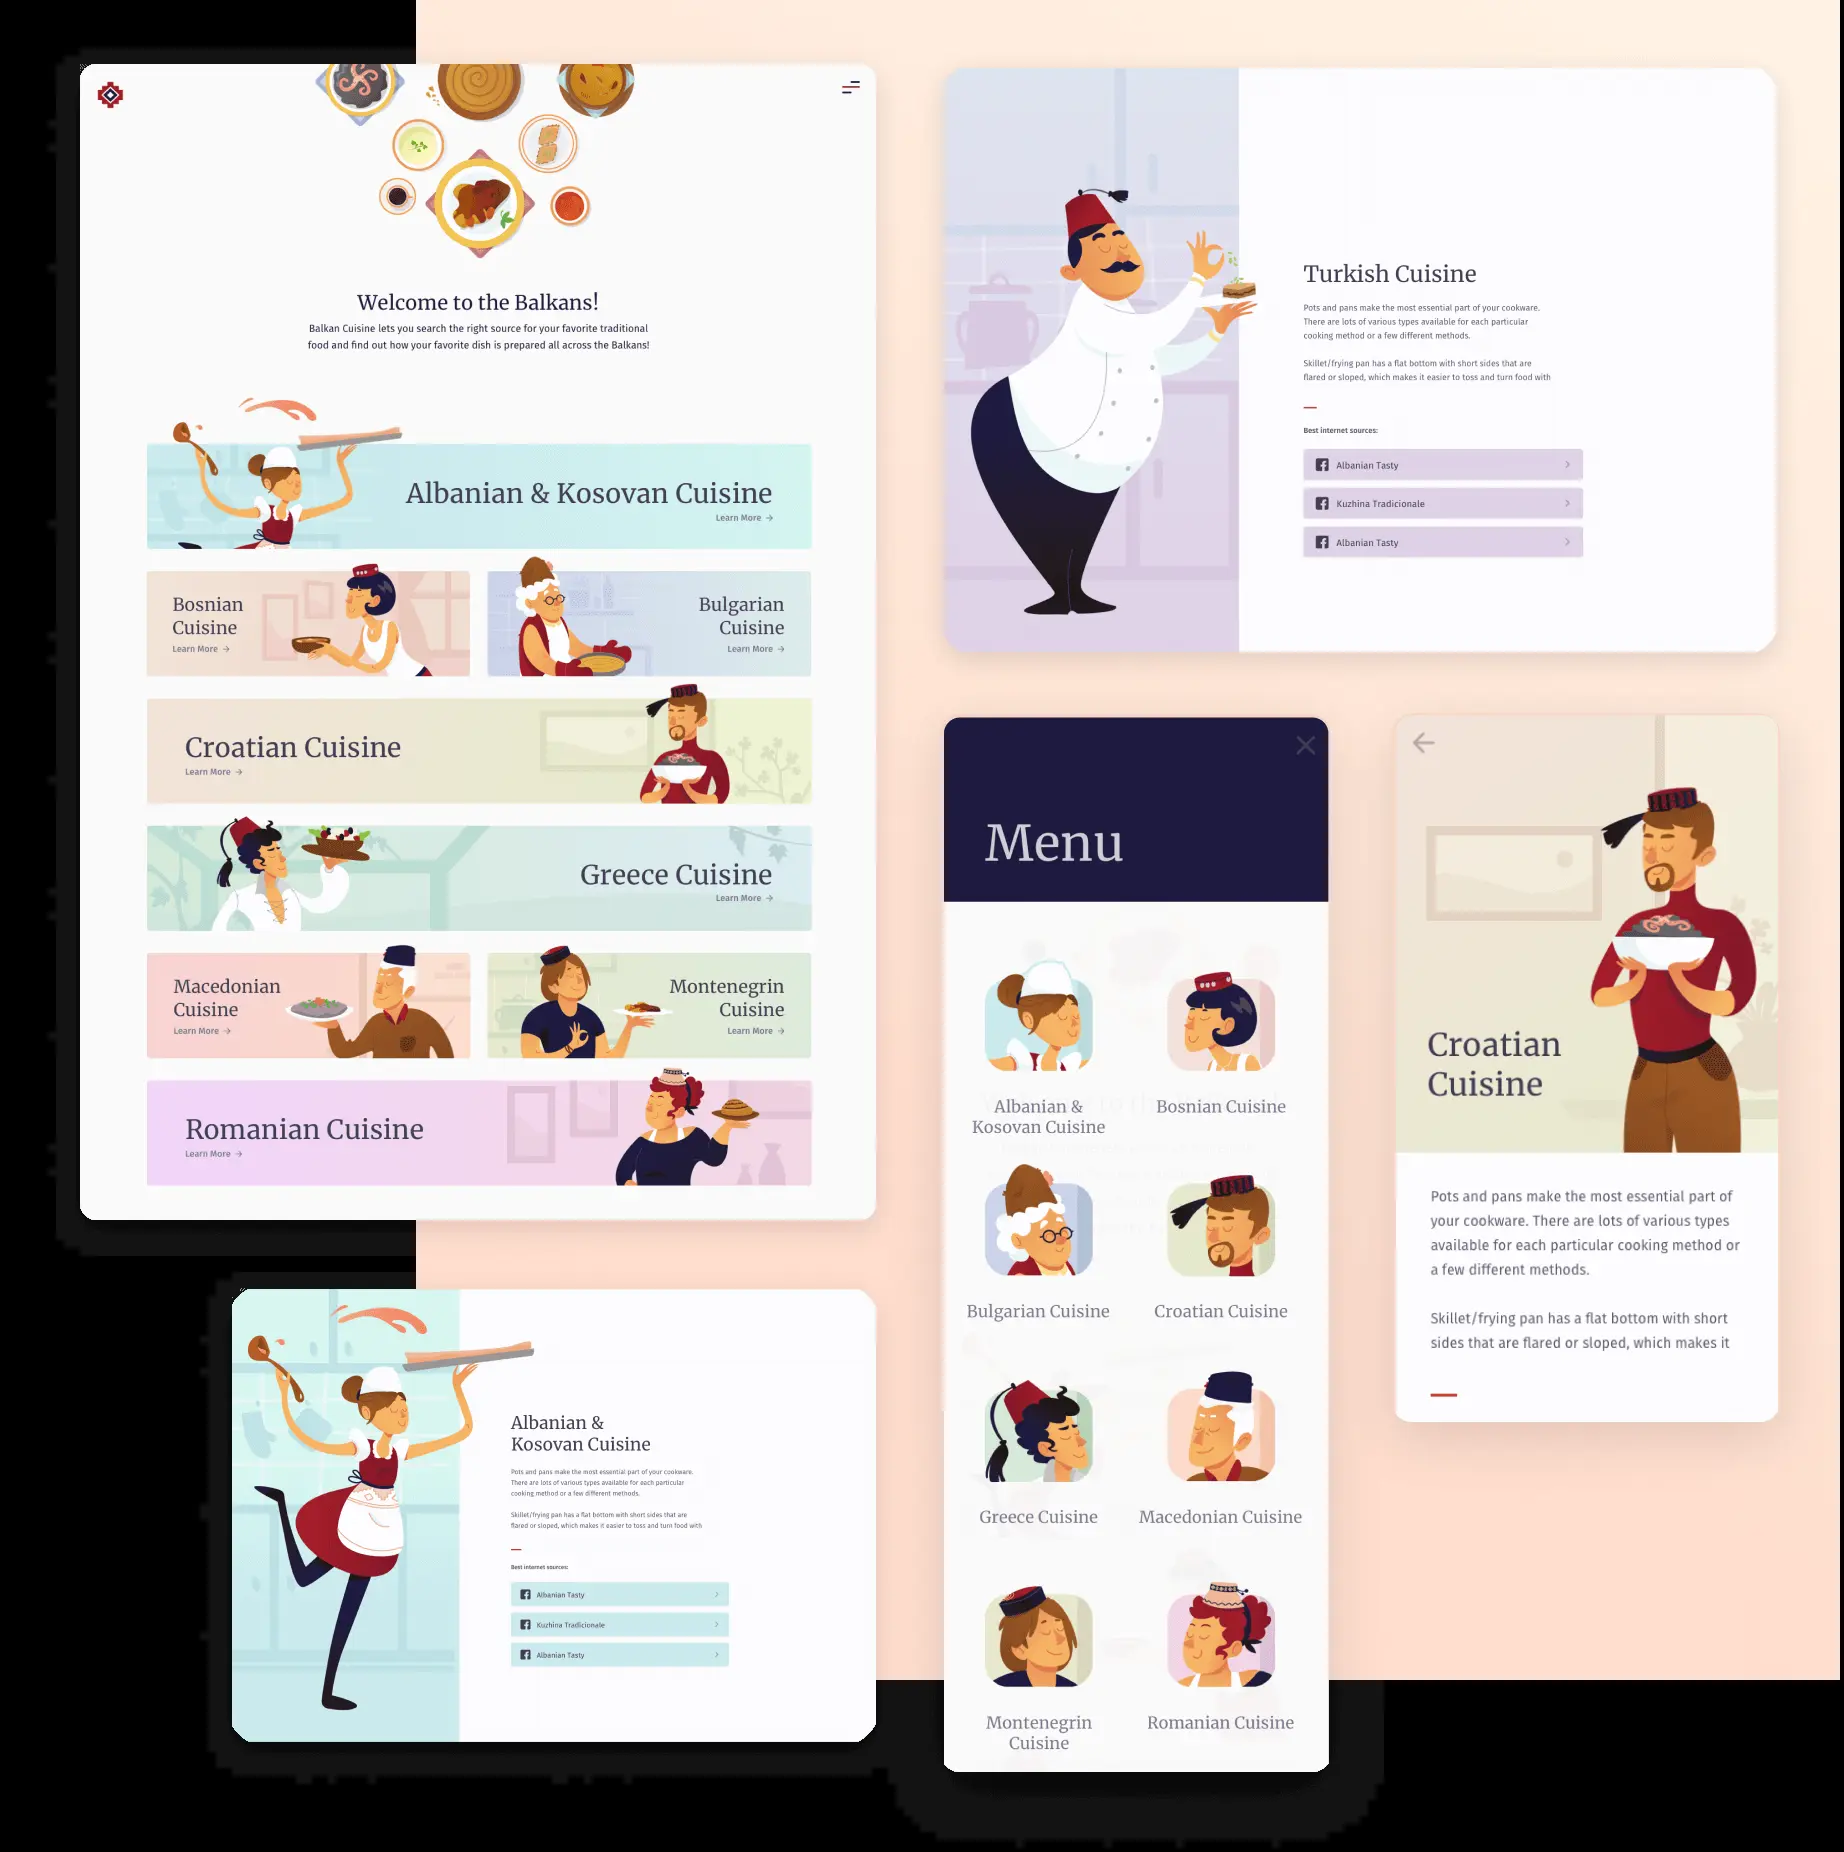 Welcome to the Balkans!
Balkan Cuisine lets you search the right source for your favorite traditional
food and find out how your favorite dish is prepared all across the Balkans!
Albanian & Kosovan Cuisine
Learn More →
Bosnian
Cuisine
Learn More →
Bulgarian
Cuisine
Learn More →
Croatian Cuisine
Learn More →
Greece Cuisine
Learn More →
Macedonian
Cuisine
Learn More →
Montenegrin
Cuisine
Learn More →
Romanian Cuisine
Learn More →
Turkish Cuisine
Pots and pans make the most essential part of your cookware.
There are lots of various types available for each particular
cooking method or a few different methods.
Skillet/frying pan has a flat bottom with short sides that are
flared or sloped, which makes it easier to toss and turn food with
Best internet sources:
Albanian Tasty
Kuzhina Tradicionale
Albanian Tasty
Albanian &
Kosovan Cuisine
Pots and pans make the most essential part of your cookware.
There are lots of various types available for each particular
cooking method or a few different methods.
Skillet/frying pan has a flat bottom with short sides that are
flared or sloped, which makes it easier to toss and turn food with
Best internet sources:
Albanian Tasty
Kuzhina Tradicionale
Albanian Tasty
Menu
Albanian &
Kosovan Cuisine
Bosnian Cuisine
Bulgarian Cuisine
Croatian Cuisine
Greece Cuisine
Macedonian Cuisine
Montenegrin
Cuisine
Romanian Cuisine
Croatian
Cuisine
Pots and pans make the most essential part of
your cookware. There are lots of various types
available for each particular cooking method or
a few different methods.
Skillet/frying pan has a flat bottom with short
sides that are flared or sloped, which makes it